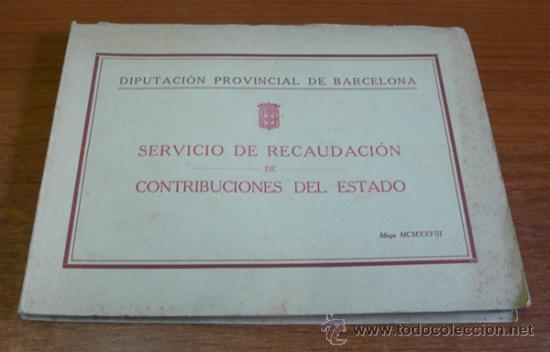 DIPUTACIÓN PROVINCIAL DE BARCELONA
SERVICIO DE RECAUDACIÓN
DE
CONTRIBUCIONES DEL ESTADO
Mayo MCMXXVIII
© www.todocoleccion.net